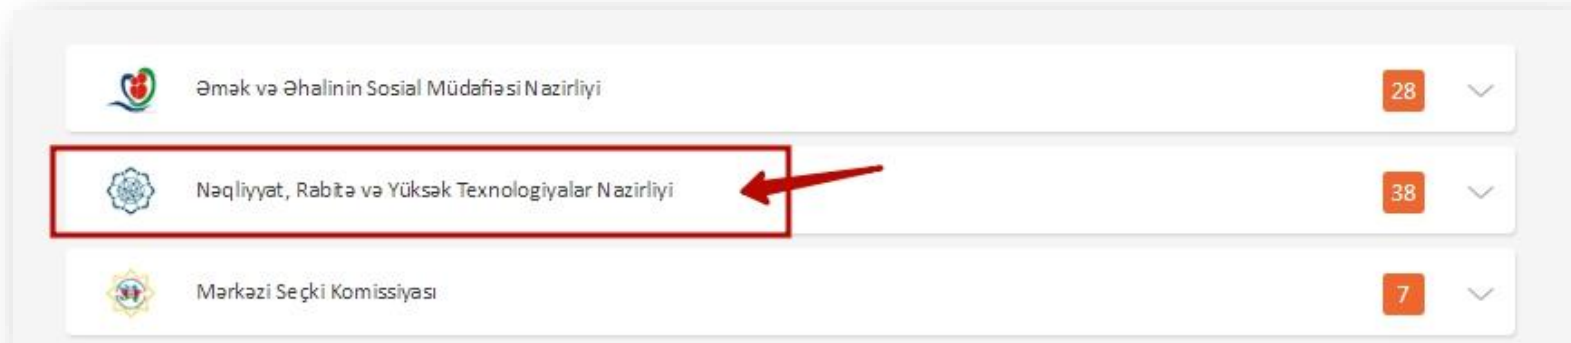 Əmək və Əhalinin Sosial Müdafiəsi Nazirliyi 28
Nəqliyyat, Rabitə və Yüksək Texnologiyalar Nazirliyi 38
Mərkəzi Seçki Komissiyası 7